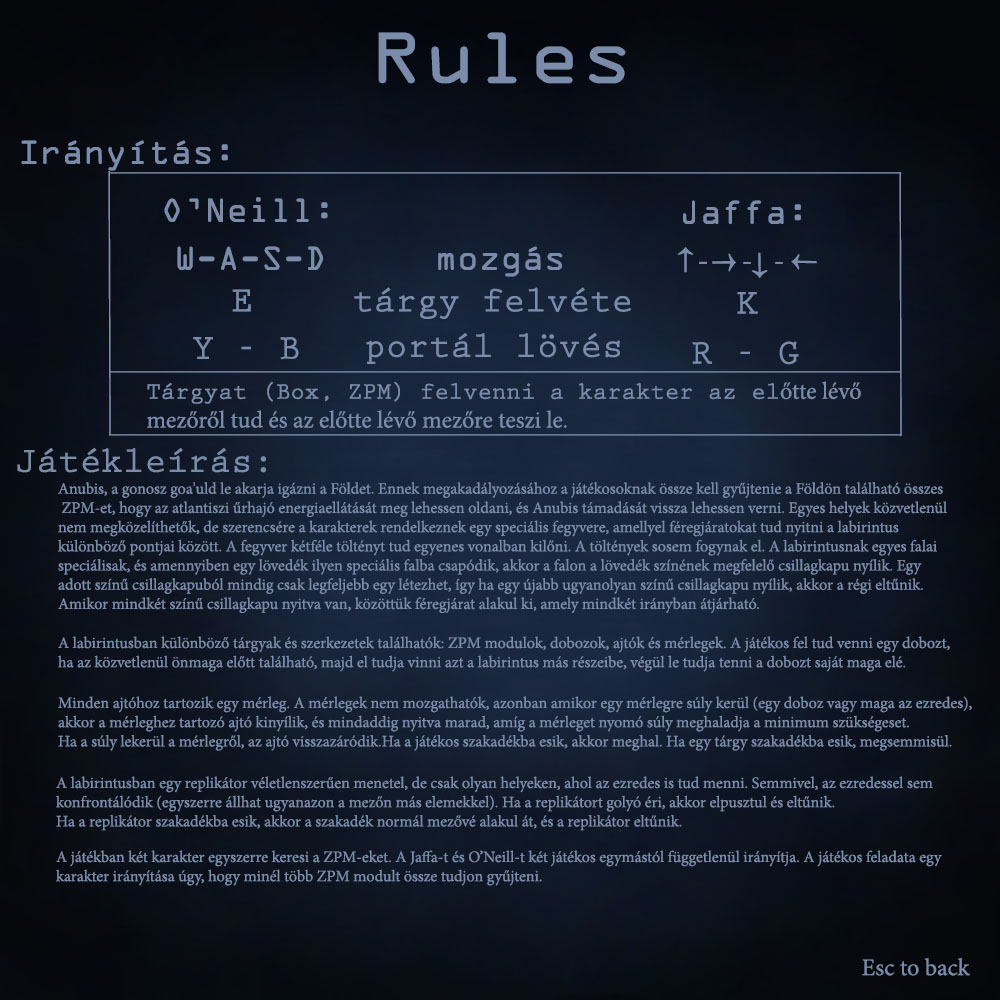 Rules
Irányítás:
O'Neill: Jaffa:
W-A-S-D mozgás ↑-→-↓-←
E tárgy felvéte K
Y - B portál lövés R - G
Tárgyat (Box, ZPM) felvenni a karakter az előtte lévő
mezőről tud és az előtte lévő mezőre teszi le.
Játékleírás:
Anubis, a gonosz goa'uld le akarja igázni a Földet. Ennek megakadályozásához a játékosoknak össze kell gyűjtenie a Földön található összes
ZPM-et, hogy az atlantiszi űrhajó energiaellátását meg lehessen oldani, és Anubis támadását vissza lehessen verni. Egyes helyek közvetlenül
nem megközelíthetők, de szerencsére a karakterek rendelkeznek egy speciális fegyvere, amellyel féregjáratokat tud nyitni a labirintus
különböző pontjai között. A fegyver kétféle töltényt tud egyenes vonalban kilőni. A töltények sosem fogynak el. A labirintusnak egyes falai
speciálisak, és amennyiben egy lövedék ilyen speciális falba csapódik, akkor a falon a lövedék színének megfelelő csillagkapu nyílik. Egy
adott színű csillagkapuból mindig csak legfeljebb egy létezhet, így ha egy újabb ugyanolyan színű csillagkapu nyílik, akkor a régi eltűnik.
Amikor mindkét színű csillagkapu nyitva van, közöttük féregjárat alakul ki, amely mindkét irányban átjárható.
A labirintusban különböző tárgyak és szerkezetek találhatók: ZPM modulok, dobozok, ajtók és mérlegek. A játékos fel tud venni egy dobozt,
ha az közvetlenül önmaga előtt található, majd el tudja vinni azt a labirintus más részeibe, végül le tudja tenni a dobozt saját maga elé.
Minden ajtóhoz tartozik egy mérleg. A mérlegek nem mozgathatók, azonban amikor egy mérlegre súly kerül (egy doboz vagy maga az ezredes),
akkor a mérleghez tartozó ajtó kinyílik, és mindaddig nyitva marad, amíg a mérleget nyomó súly meghaladja a minimum szükségeset.
Ha a súly lekerül a mérlegről, az ajtó visszazáródik.Ha a játékos szakadékba esik, akkor meghal. Ha egy tárgy szakadékba esik, megsemmisül.
A labirintusban egy replikátor véletlenszerűen menetel, de csak olyan helyeken, ahol az ezredes is tud menni. Semmivel, az ezredessel sem
konfrontálódik (egyszerre állhat ugyanazon a mezőn más elemekkel). Ha a replikátort golyó éri, akkor elpusztul és eltűnik.
Ha a replikátor szakadékba esik, akkor a szakadék normál mezővé alakul át, és a replikátor eltűnik.
A játékban két karakter egyszerre keresi a ZPM-eket. A Jaffa-t és O'Neill-t két játékos egymástól függetlenül irányítja. A játékos feladata egy
karakter irányítása úgy, hogy minél több ZPM modult össze tudjon gyűjteni.
Esc to back